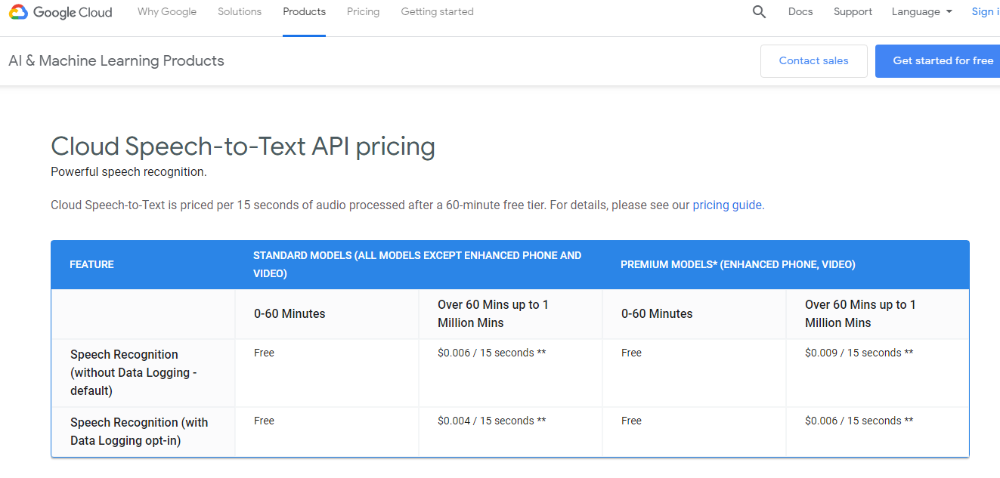 Google Cloud Why Google Solutions Products Pricing Getting started Docs Support Language Sign i
AI & Machine Learning Products Contact sales Get started for free
Cloud Speech-to-Text API pricing
Powerful speech recognition.
Cloud Speech-to-Text is priced per 15 seconds of audio processed after a 60-minute free tier. For details, please see our pricing guide.
FEATURE
STANDARD MODELS (ALL MODELS EXCEPT ENHANCED PHONE AND
VIDEO)
PREMIUM MODELS* (ENHANCED PHONE, VIDEO)
0-60 Minutes
Over 60 Mins up to 1
Million Mins
0-60 Minutes
Over 60 Mins up to 1
Million Mins
Speech Recognition
(without Data Logging -
default)
Free
$0.006 / 15 seconds **
Free
$0.009 / 15 seconds **
Speech Recognition (with
Data Logging opt-in)
Free
$0.004 / 15 seconds **
Free
$0.006 / 15 seconds **